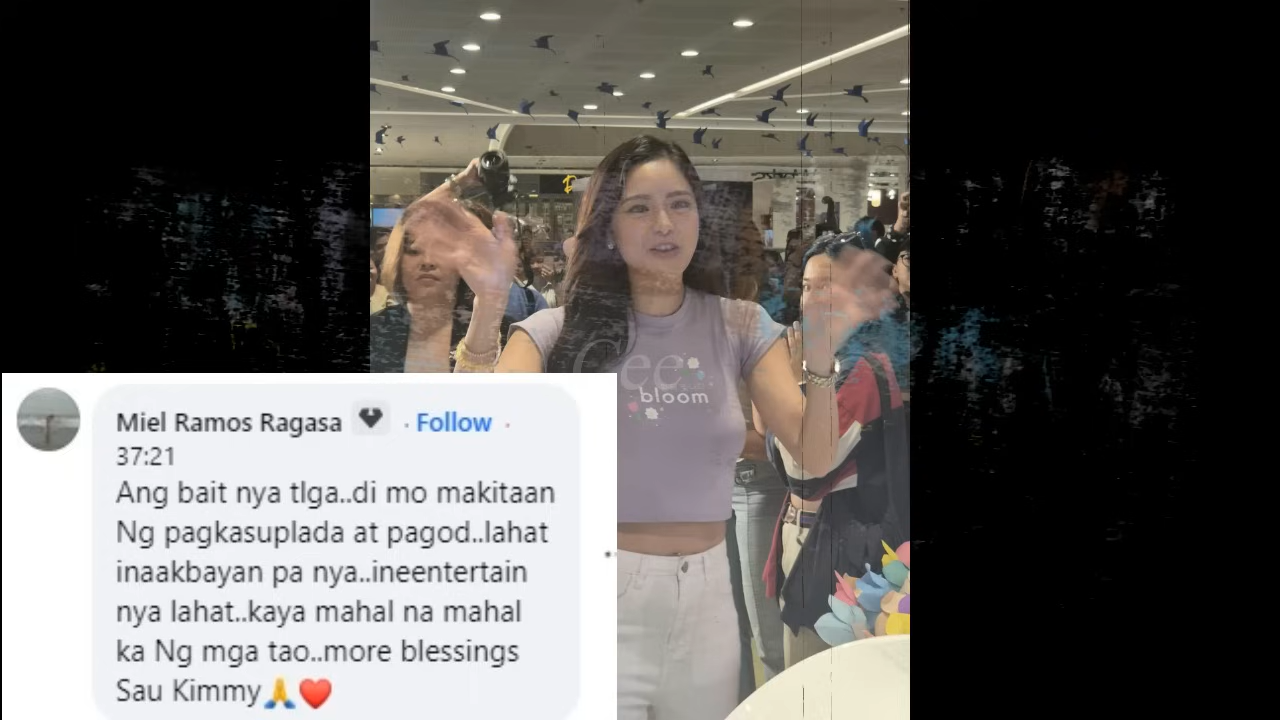 Cee
bloom
Miel Ramos Ragasa · Follow ·
37:21
Ang bait nya tlga..di mo makitaan
Ng pagkasuplada at pagod..lahat
inaakbayan pa nya..ineentertain
nya lahat..kaya mahal na mahal
ka Ng mga tao..more blessings
Sau Kimmy🙏❤️